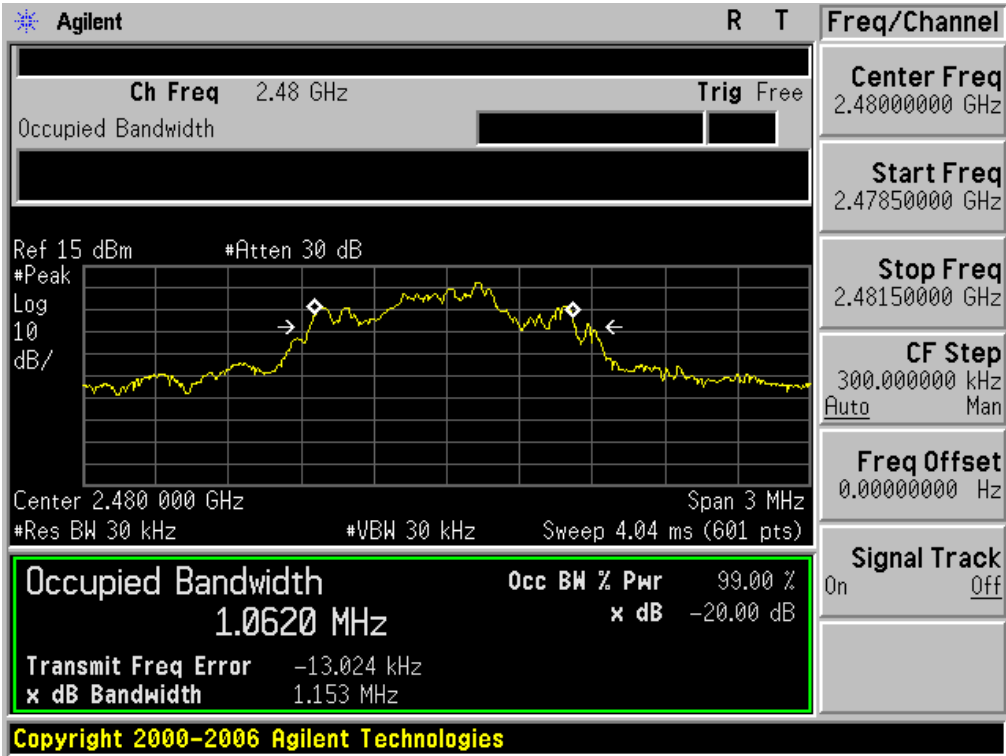 Agilent R T Freq/Channel
Ch Freq 2.48 GHz Trig Free
Occupied Bandwidth
Center Freq
2.48000000 GHz
Start Freq
2.47850000 GHz
Stop Freq
2.48150000 GHz
CF Step
300.000000 kHz
Auto Man
Freq Offset
0.00000000 Hz
Signal Track
On Off
Ref 15 dBm #Atten 30 dB
#Peak
Log
10
dB/
Center 2.480 000 GHz Span 3 MHz
#Res BW 30 kHz #VBW 30 kHz Sweep 4.04 ms (601 pts)
Occupied Bandwidth Occ BW % Pwr 99.00 %
1.0620 MHz x dB -20.00 dB
Transmit Freq Error -13.024 kHz
x dB Bandwidth 1.153 MHz
Copyright 2000-2006 Agilent Technologies